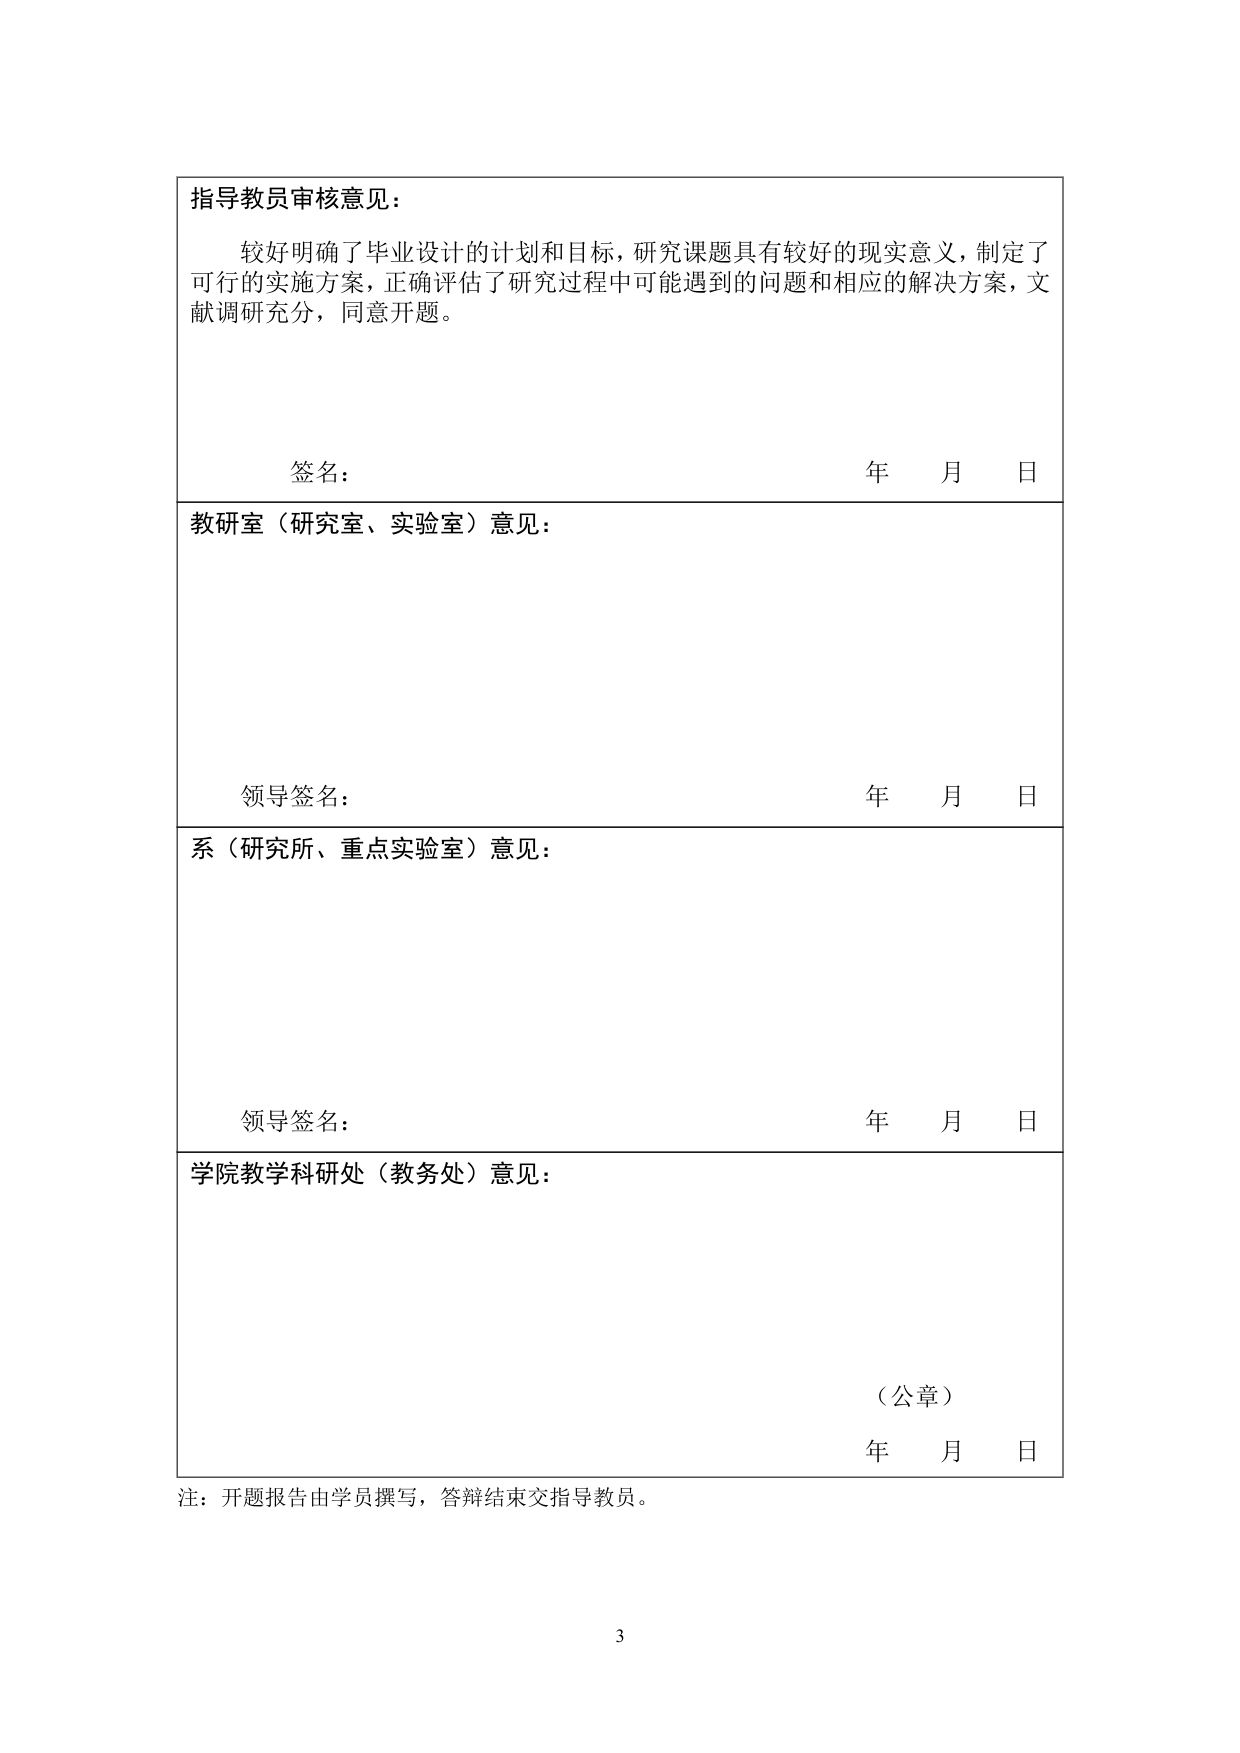 指导教员审核意见：
较好明确了毕业设计的计划和目标，研究课题具有较好的现实意义，制定了
可行的实施方案，正确评估了研究过程中可能遇到的问题和相应的解决方案，文
献调研充分，同意开题。
签名： 年 月 日
教研室（研究室、实验室）意见：
领导签名： 年 月 日
系（研究所、重点实验室）意见：
领导签名： 年 月 日
学院教学科研处（教务处）意见：
（公章）
年 月 日
注：开题报告由学员撰写，答辩结束交指导教员。
3